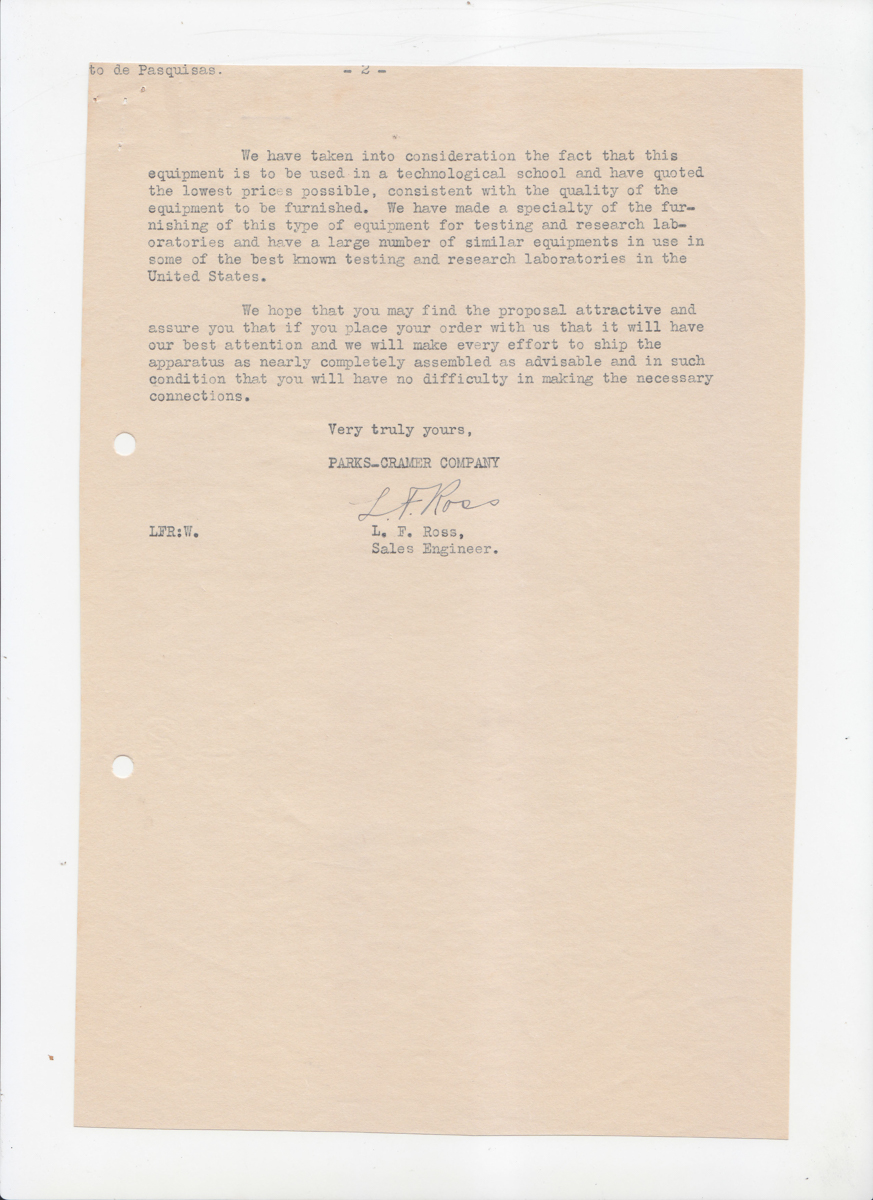 to de Pasquisas. - 2 -
We have taken into consideration the fact that this
equipment is to be used in a technological school and have quoted
the lowest prices possible, consistent with the quality of the
equipment to be furnished. We have made a specialty of the fur-
nishing of this type of equipment for testing and research lab-
oratories and have a large number of similar equipments in use in
some of the best known testing and research laboratories in the
United States.
We hope that you may find the proposal attractive and
assure you that if you place your order with us that it will have
our best attention and we will make every effort to ship the
apparatus as nearly completely assembled as advisable and in such
condition that you will have no difficulty in making the necessary
connections.
Very truly yours,
PARKS-CRAMER COMPANY
L. F. Ross
LFR:W. L. F. Ross,
Sales Engineer.